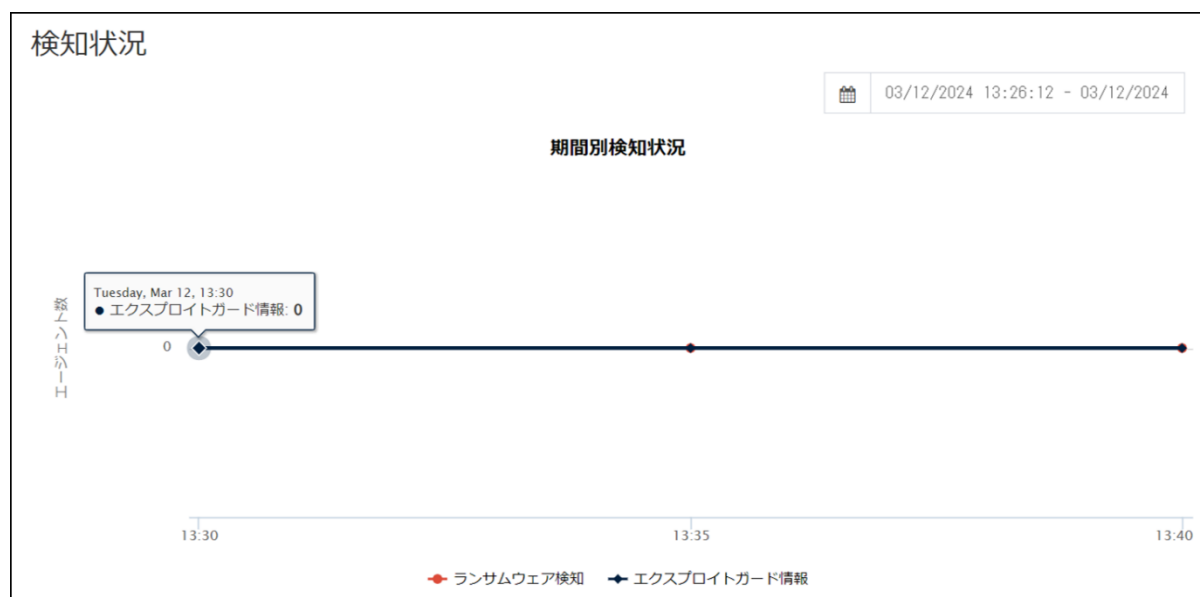 検知状況
03/12/2024 13:26:12 - 03/12/2024
期間別検知状況
Tuesday, Mar 12, 13:30
● エクスプロイトガード情報: 0
エージェント数
0
13:30
13:35
13:40
ランサムウェア検知
エクスプロイトガード情報